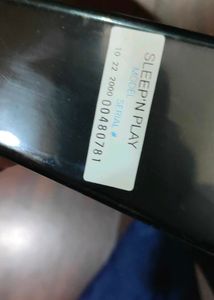 SLEEP'N PLAY
MODEL SERIAL #
10 22 2000 00480781